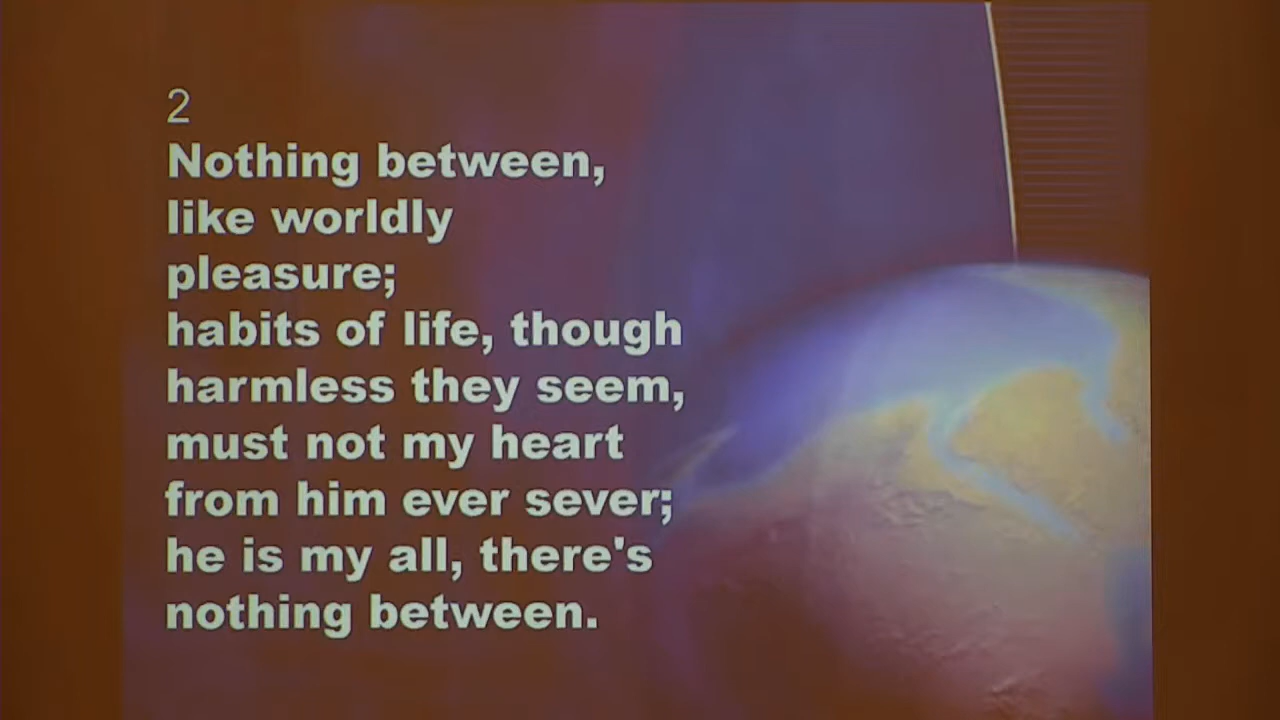 2
Nothing between,
like worldly
pleasure;
habits of life, though
harmless they seem,
must not my heart
from him ever sever;
he is my all, there's
nothing between.